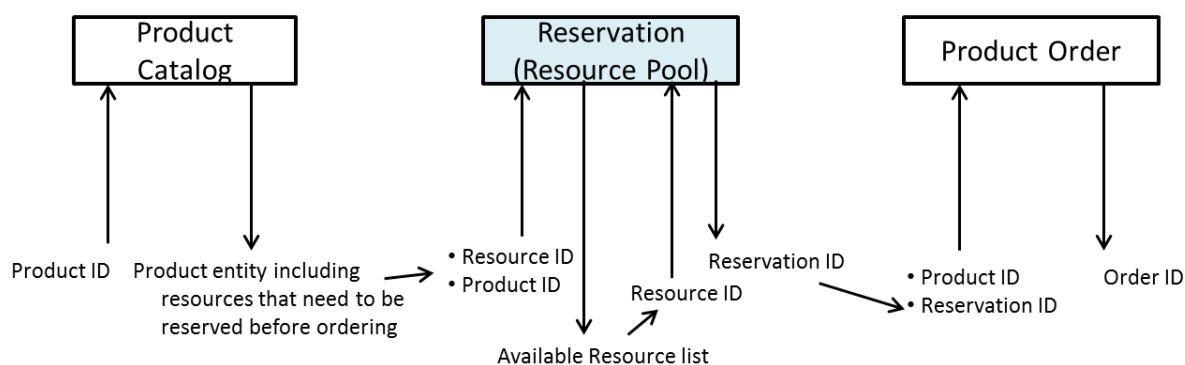 Product
Catalog
Reservation
(Resource Pool)
Product Order
Product ID
Product entity including
resources that need to be
reserved before ordering
• Resource ID
• Product ID
Available Resource list
Resource ID
Reservation ID
• Product ID
• Reservation ID
Order ID